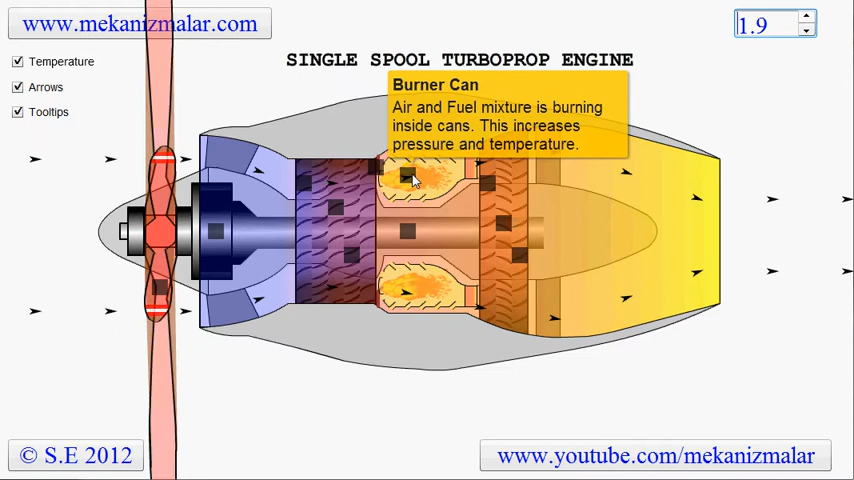 www.mekanizmalar.com
1.9
Temperature
Arrows
Tooltips
SINGLE SPOOL TURBOPROP ENGINE
Burner Can
Air and Fuel mixture is burning
inside cans. This increases
pressure and temperature.
© S.E 2012
www.youtube.com/mekanizmalar